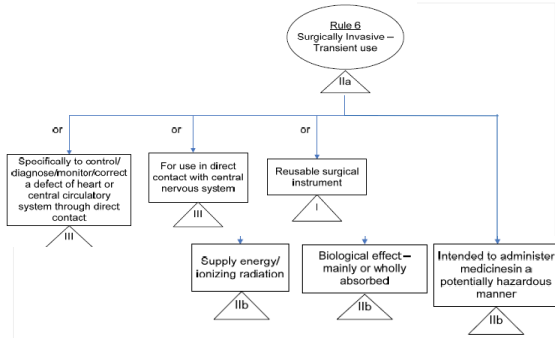 Rule 6
Surgically Invasive –
Transient use
IIa
or
or
or
Specifically to control/
diagnose/monitor/correct
a defect of heart or
central circulatory
system through direct
contact
III
For use in direct
contact with central
nervous system
III
Reusable surgical
instrument
I
Supply energy/
ionizing radiation
IIb
Biological effect–
mainly or wholly
absorbed
IIb
Intended to administer
medicinesin a
potentially hazardous
manner
IIb